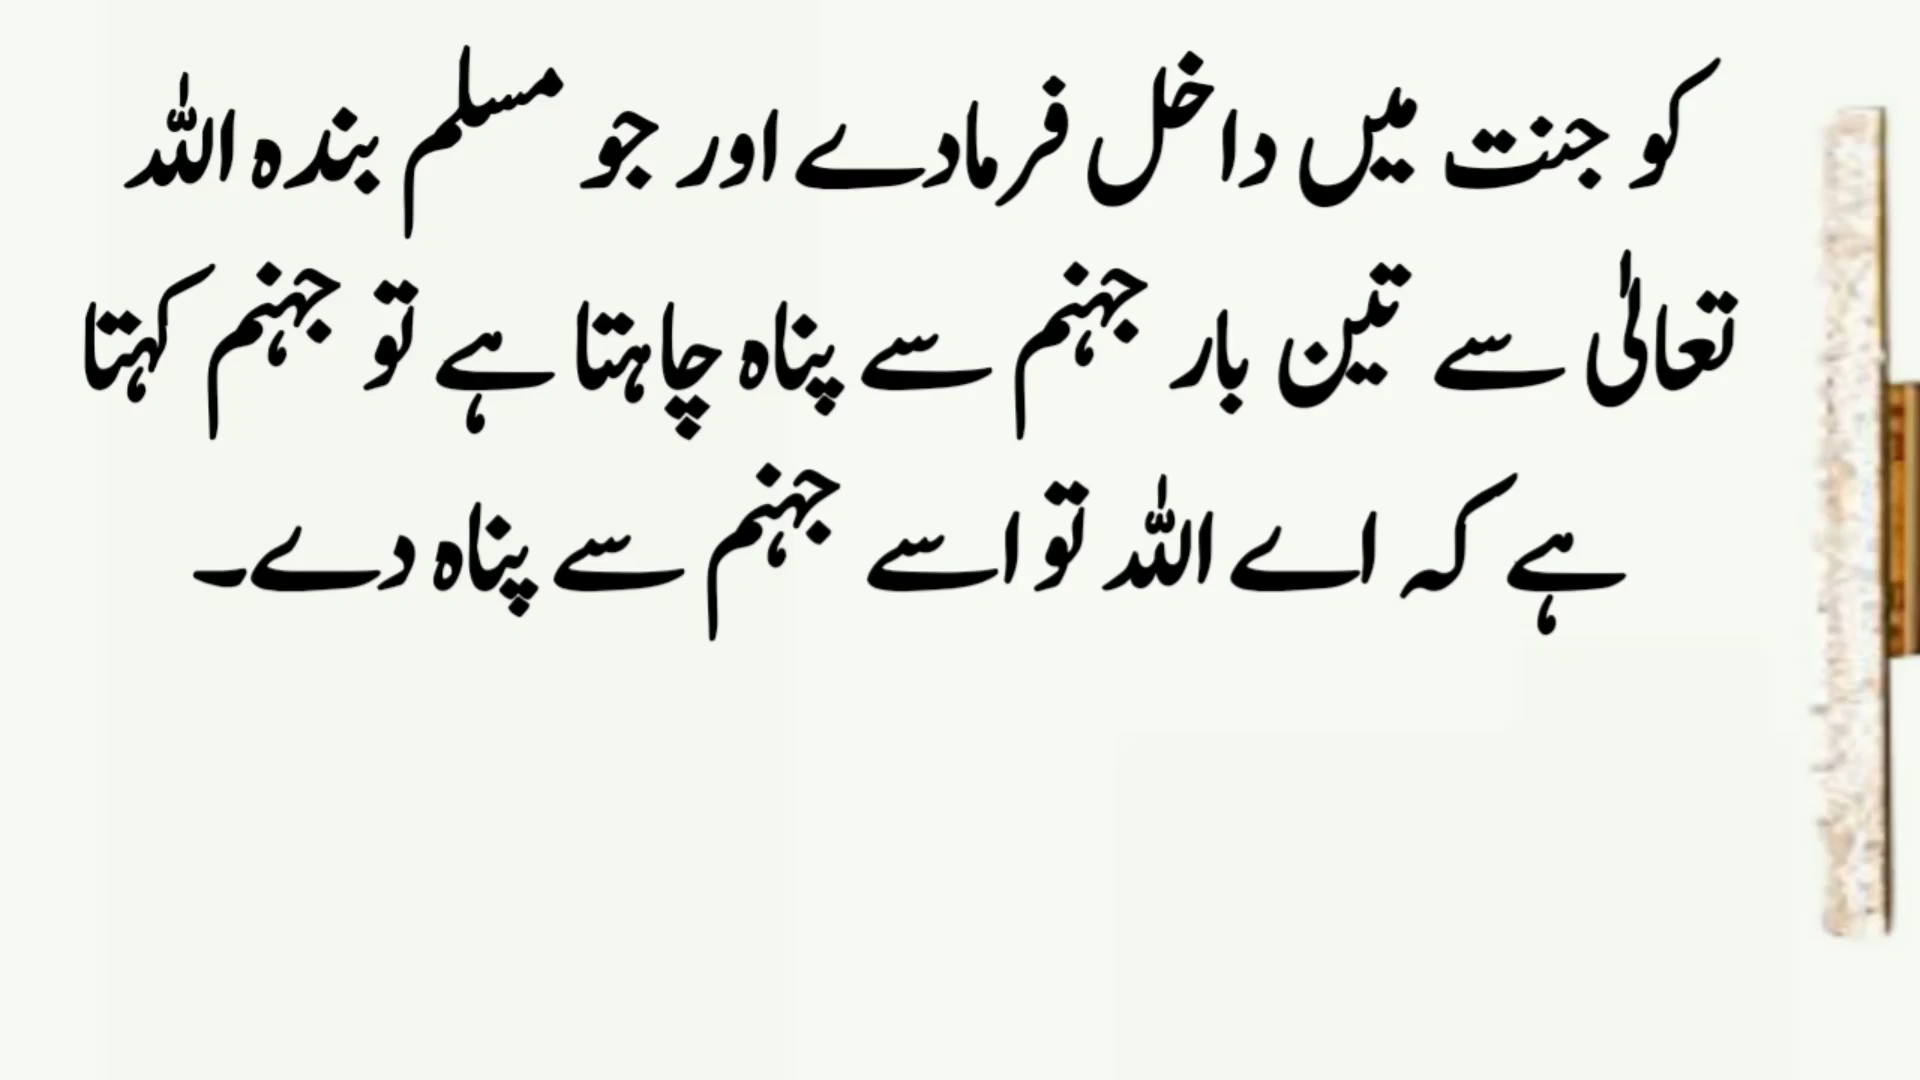 کو جنت میں داخل فرمادے اور جو مسلم بندہ اللہ
تعالیٰ سے تین بار جہنم سے پناہ چاہتا ہے تو جہنم کہتا
ہے کہ اے اللہ تو اسے جہنم سے پناہ دے۔